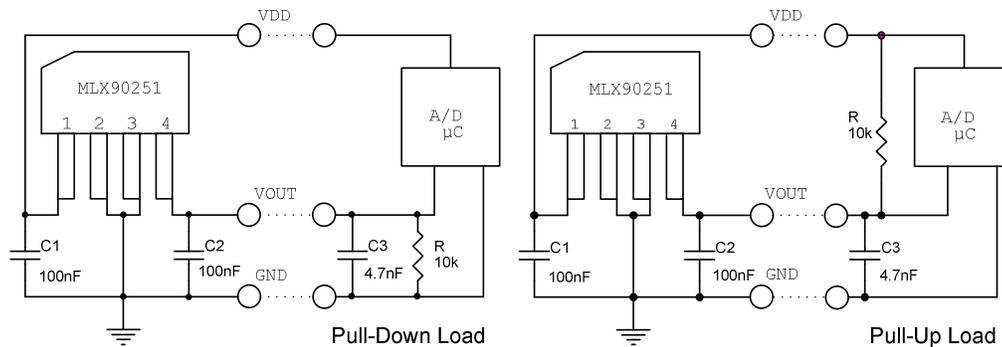 VDD
MLX90251
1 2 3 4
A/D
µC
VOUT
C1
100nF
C2
100nF
C3
4.7nF
R
10k
GND
Pull-Down Load
VDD
MLX90251
1 2 3 4
R
10k
A/D
µC
VOUT
C1
100nF
C2
100nF
C3
4.7nF
GND
Pull-Up Load